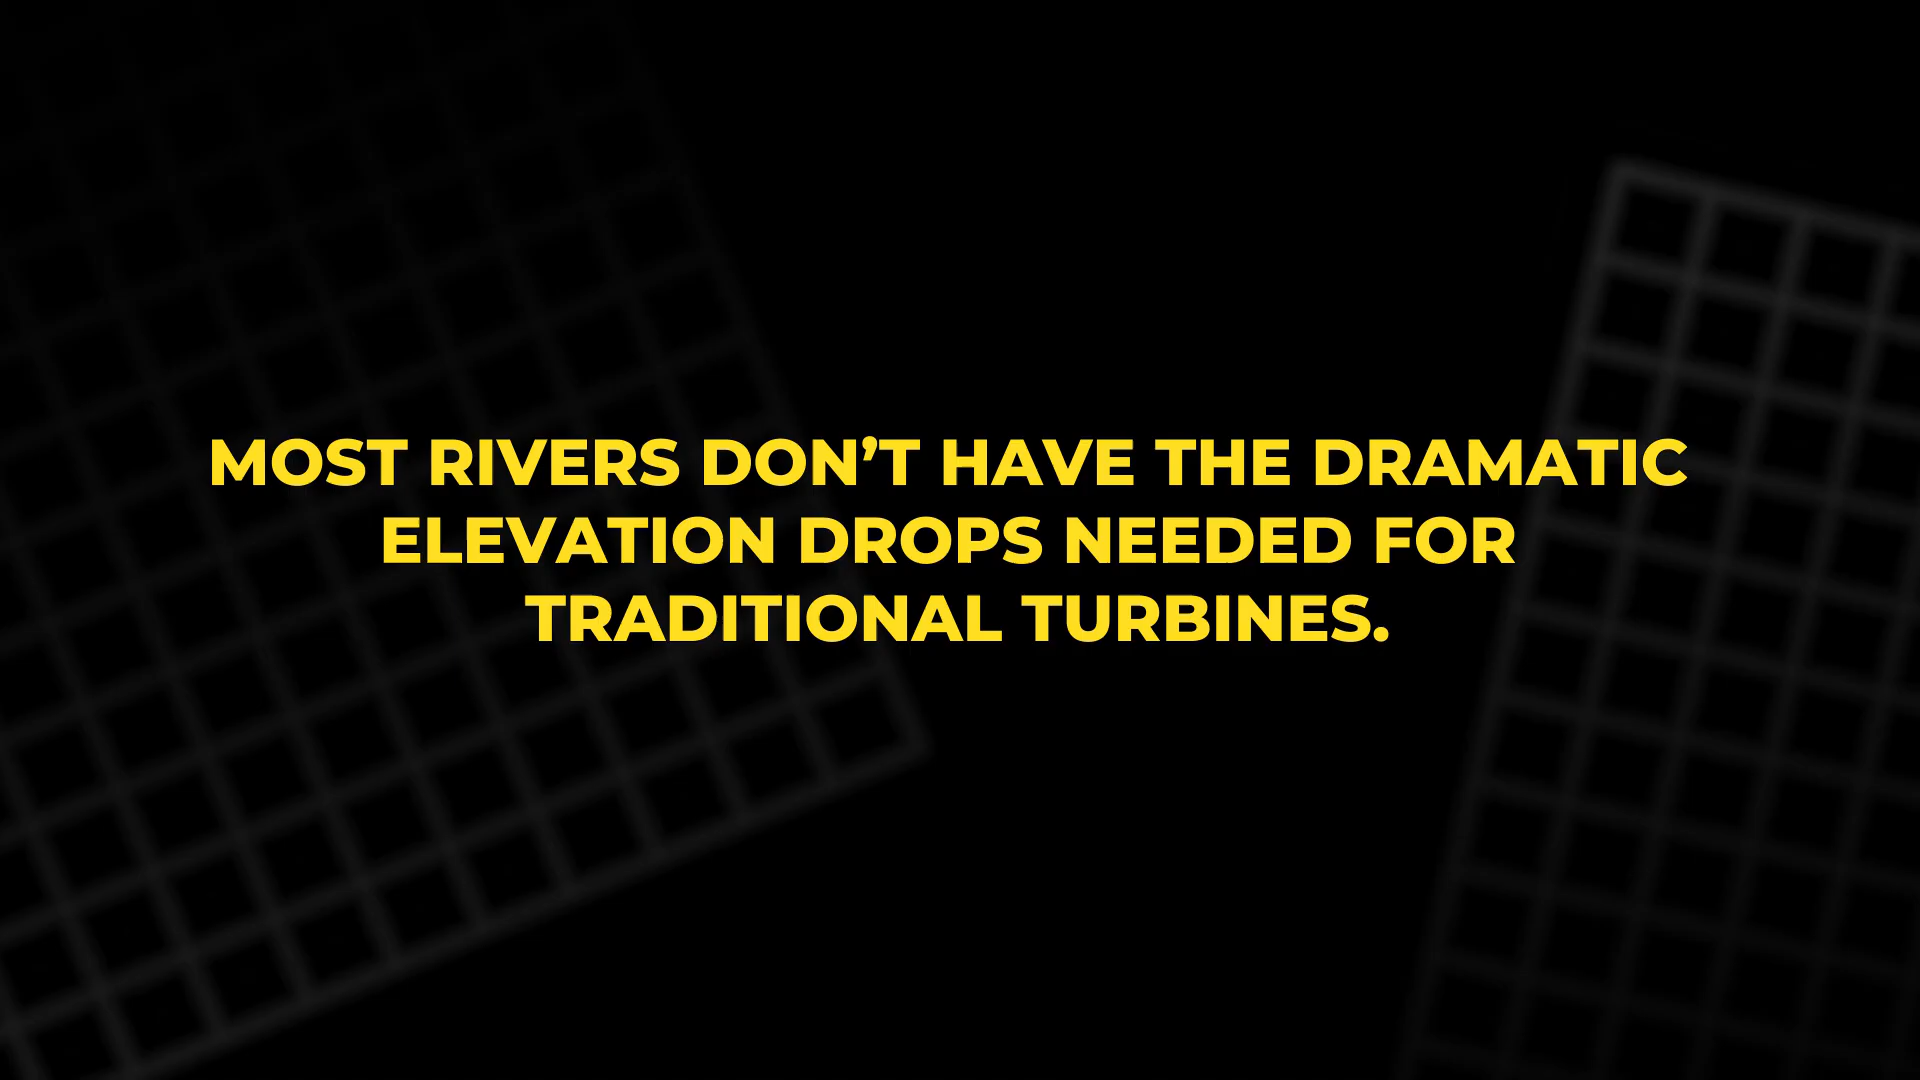 MOST RIVERS DON’T HAVE THE DRAMATIC
ELEVATION DROPS NEEDED FOR
TRADITIONAL TURBINES.